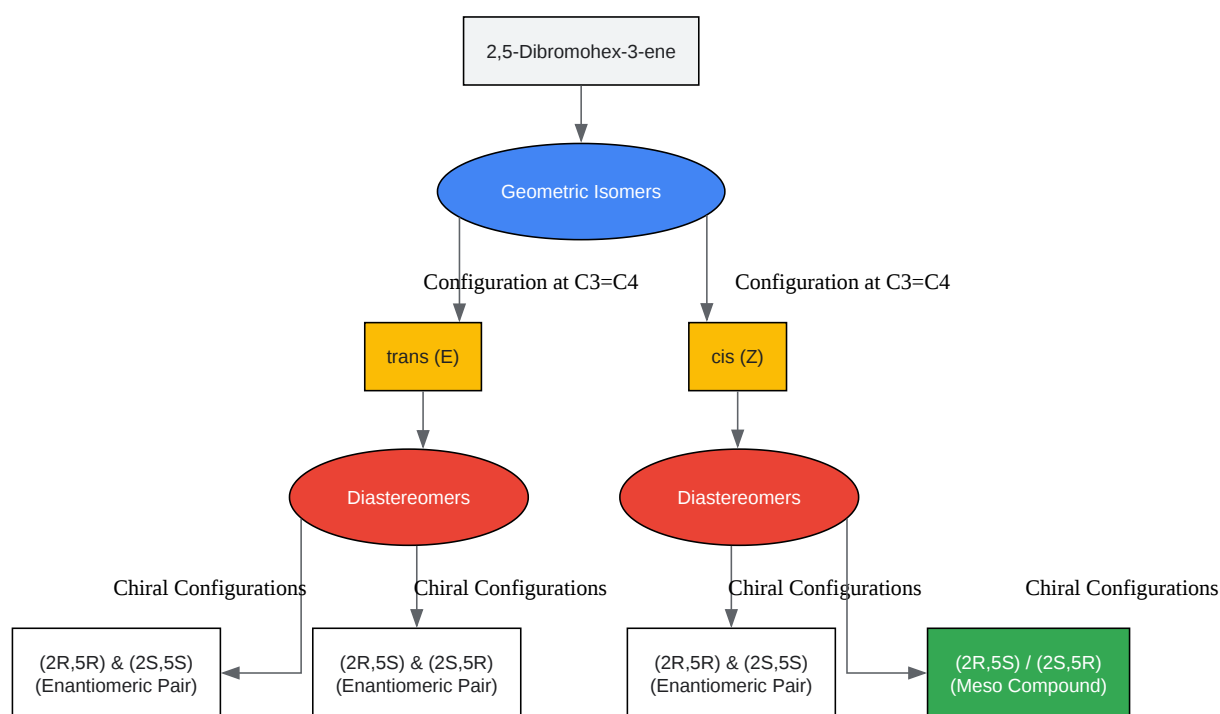 2,5-Dibromohex-3-ene
Geometric Isomers
Configuration at C3=C4
Configuration at C3=C4
trans (E)
cis (Z)
Diastereomers
Diastereomers
Chiral Configurations
Chiral Configurations
Chiral Configurations
Chiral Configurations
(2R,5R) & (2S,5S)
(Enantiomeric Pair)
(2R,5S) & (2S,5R)
(Enantiomeric Pair)
(2R,5R) & (2S,5S)
(Enantiomeric Pair)
(2R,5S) / (2S,5R)
(Meso Compound)